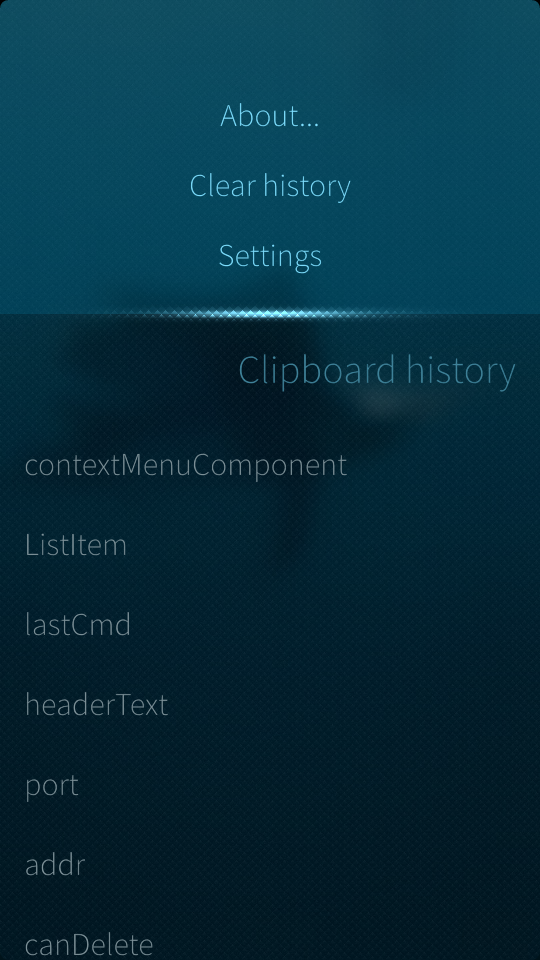 About...
Clear history
Settings
Clipboard history
contextMenuComponent
ListItem
lastCmd
headerText
port
addr
canDelete